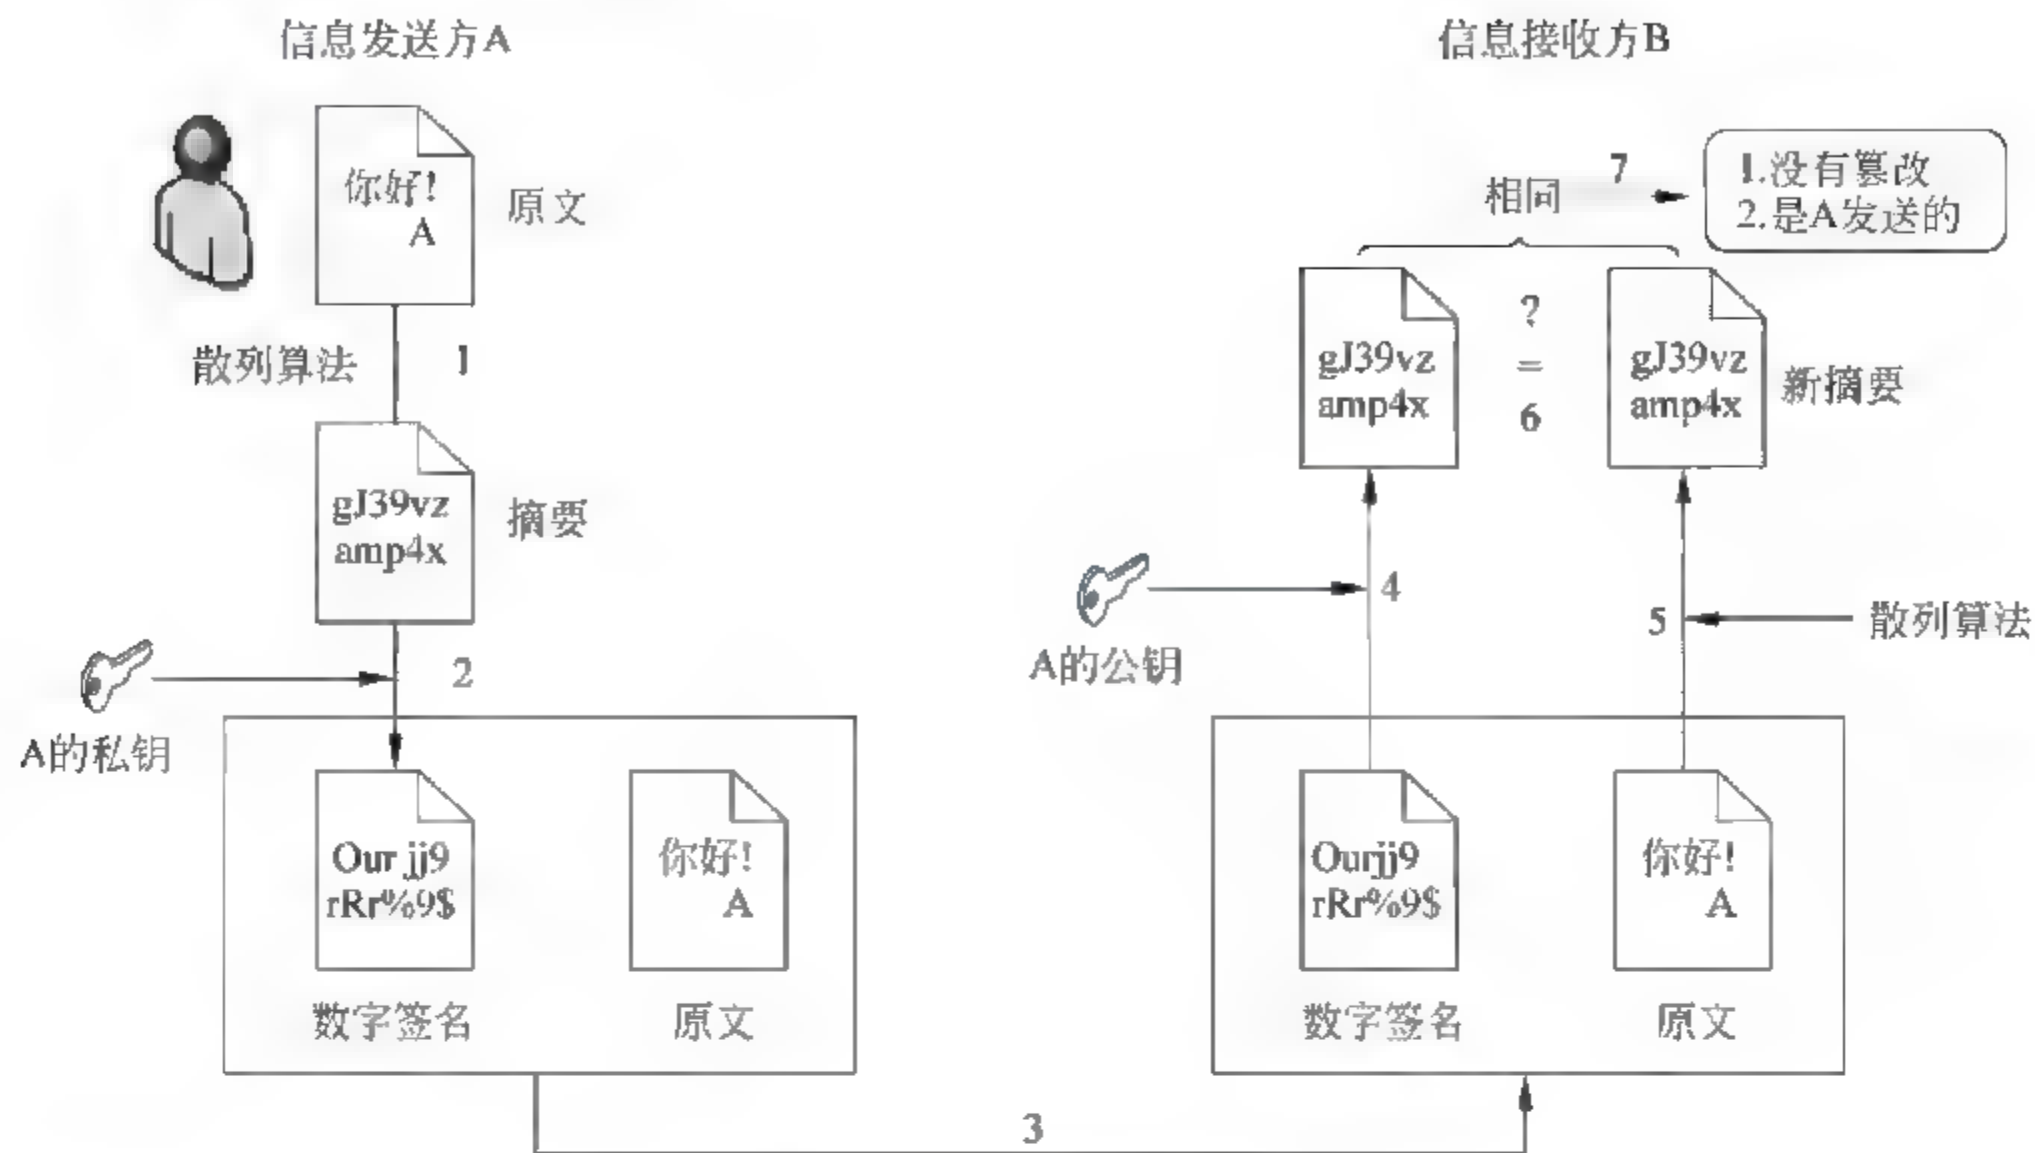 信息发送方A
你好!
A
原文
散列算法
1
gJ39vz
amp4x
摘要
2
A的私钥
Our jj9
rRr%9$
数字签名
你好!
A
原文
3
信息接收方B
相同
7
1.没有篡改
2.是A发送的
gJ39vz
amp4x
?
=
6
gJ39vz
amp4x
新摘要
4
A的公钥
5
散列算法
Ourjj9
rRr%9$
数字签名
你好!
A
原文